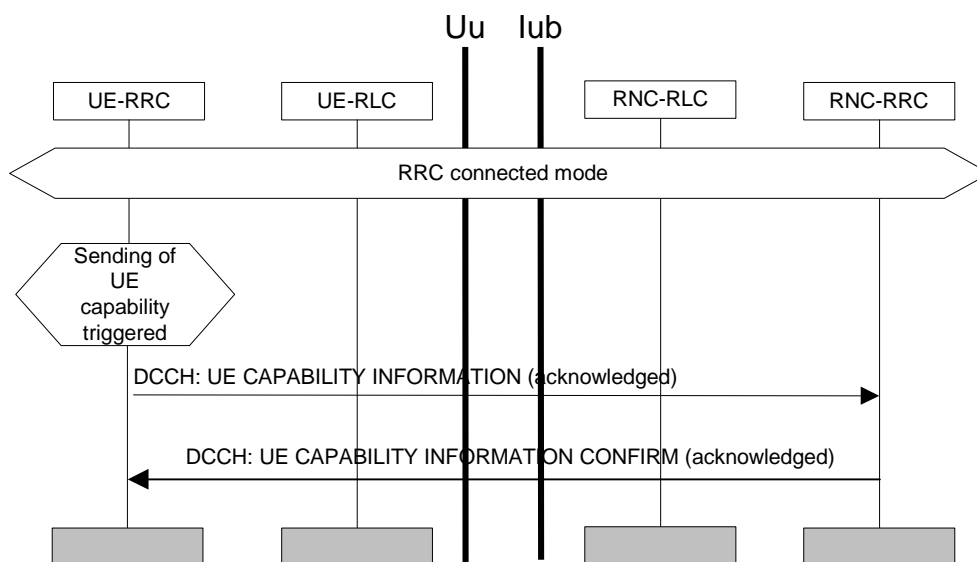 Uu Iub
UE-RRC UE-RLC RNC-RLC RNC-RRC
RRC connected mode
Sending of
UE
capability
triggered
DCCH: UE CAPABILITY INFORMATION (acknowledged)
DCCH: UE CAPABILITY INFORMATION CONFIRM (acknowledged)